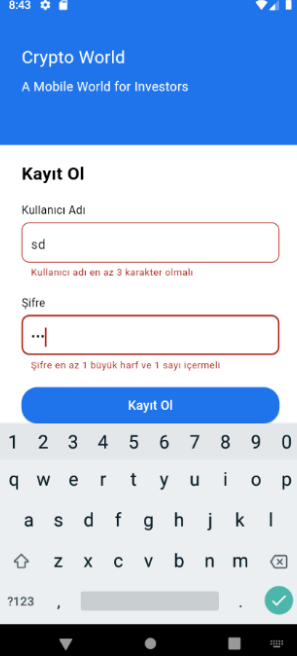 8:43
Crypto World
A Mobile World for Investors
Kayıt Ol
Kullanıcı Adı
sd
Kullanıcı adı en az 3 karakter olmalı
Şifre
•••
Şifre en az 1 büyük harf ve 1 sayı içermeli
Kayıt Ol
1 2 3 4 5 6 7 8 9 0
q w e r t y u i o p
a s d f g h j k l
z x c v b n m
?123 , .